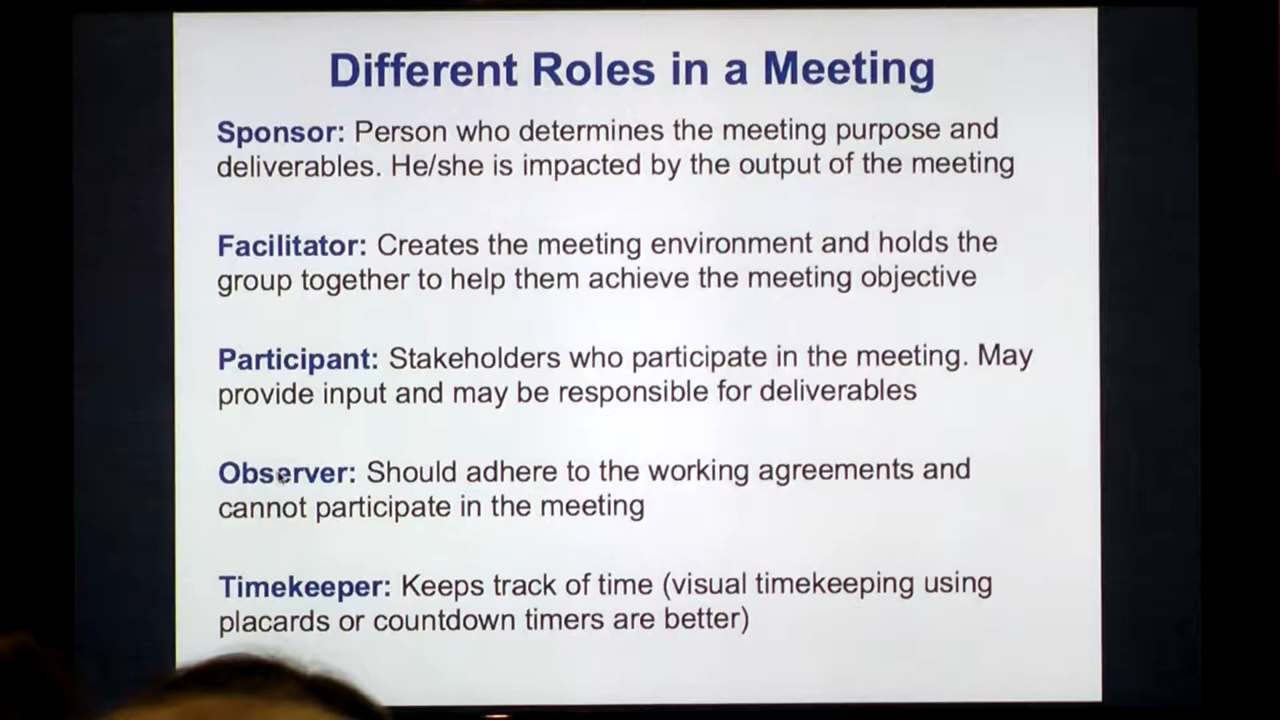 Different Roles in a Meeting
Sponsor: Person who determines the meeting purpose and
deliverables. He/she is impacted by the output of the meeting
Facilitator: Creates the meeting environment and holds the
group together to help them achieve the meeting objective
Participant: Stakeholders who participate in the meeting. May
provide input and may be responsible for deliverables
Observer: Should adhere to the working agreements and
cannot participate in the meeting
Timekeeper: Keeps track of time (visual timekeeping using
placards or countdown timers are better)